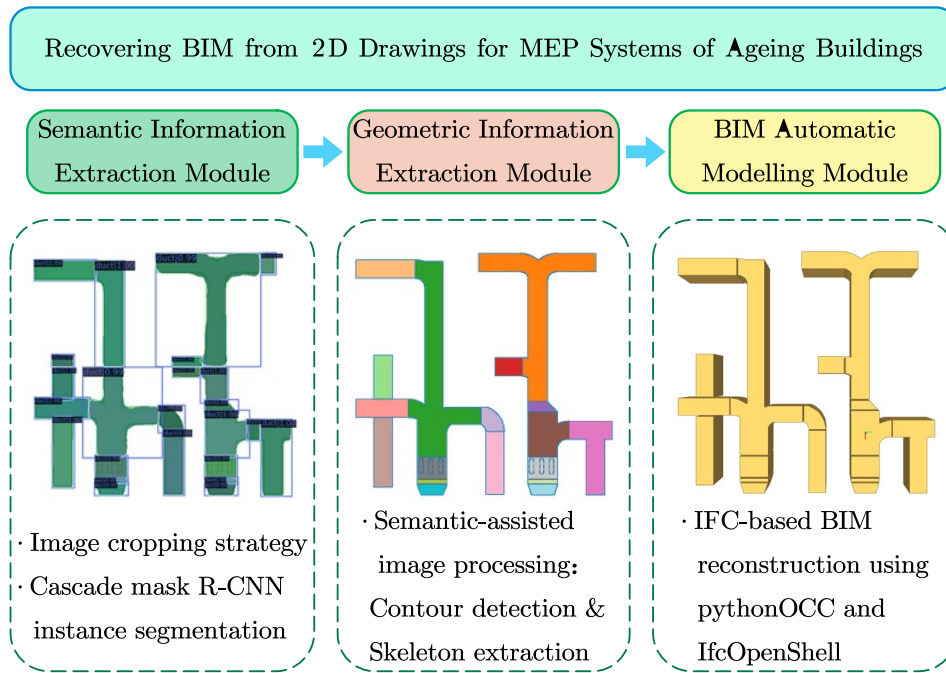 Recovering BIM from 2D Drawings for MEP Systems of Ageing Buildings
Semantic Information
Extraction Module
Geometric Information
Extraction Module
BIM Automatic
Modelling Module
· Image cropping strategy
· Cascade mask R-CNN
instance segmentation
· Semantic-assisted
image processing:
Contour detection &
Skeleton extraction
· IFC-based BIM
reconstruction using
pythonOCC and
IfcOpenShell